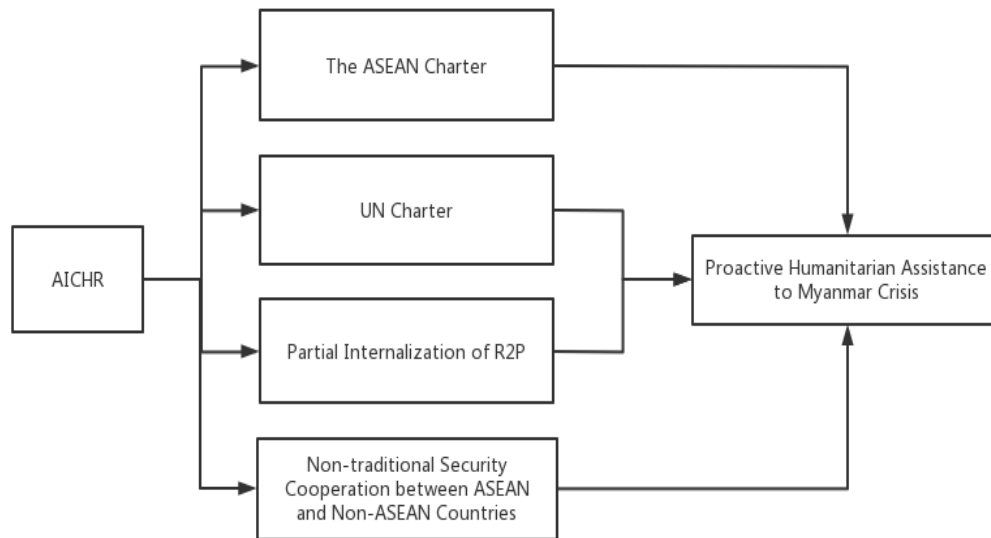 The ASEAN Charter
UN Charter
AICHR
Proactive Humanitarian Assistance
to Myanmar Crisis
Partial Internalization of R2P
Non-traditional Security
Cooperation between ASEAN
and Non-ASEAN Countries